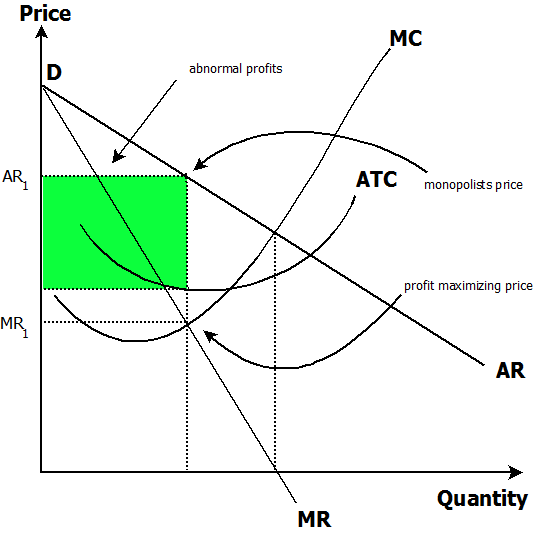 Price
MC
D
abnormal profits
AR1
ATC
monopolists price
profit maximizing price
MR1
AR
Quantity
MR